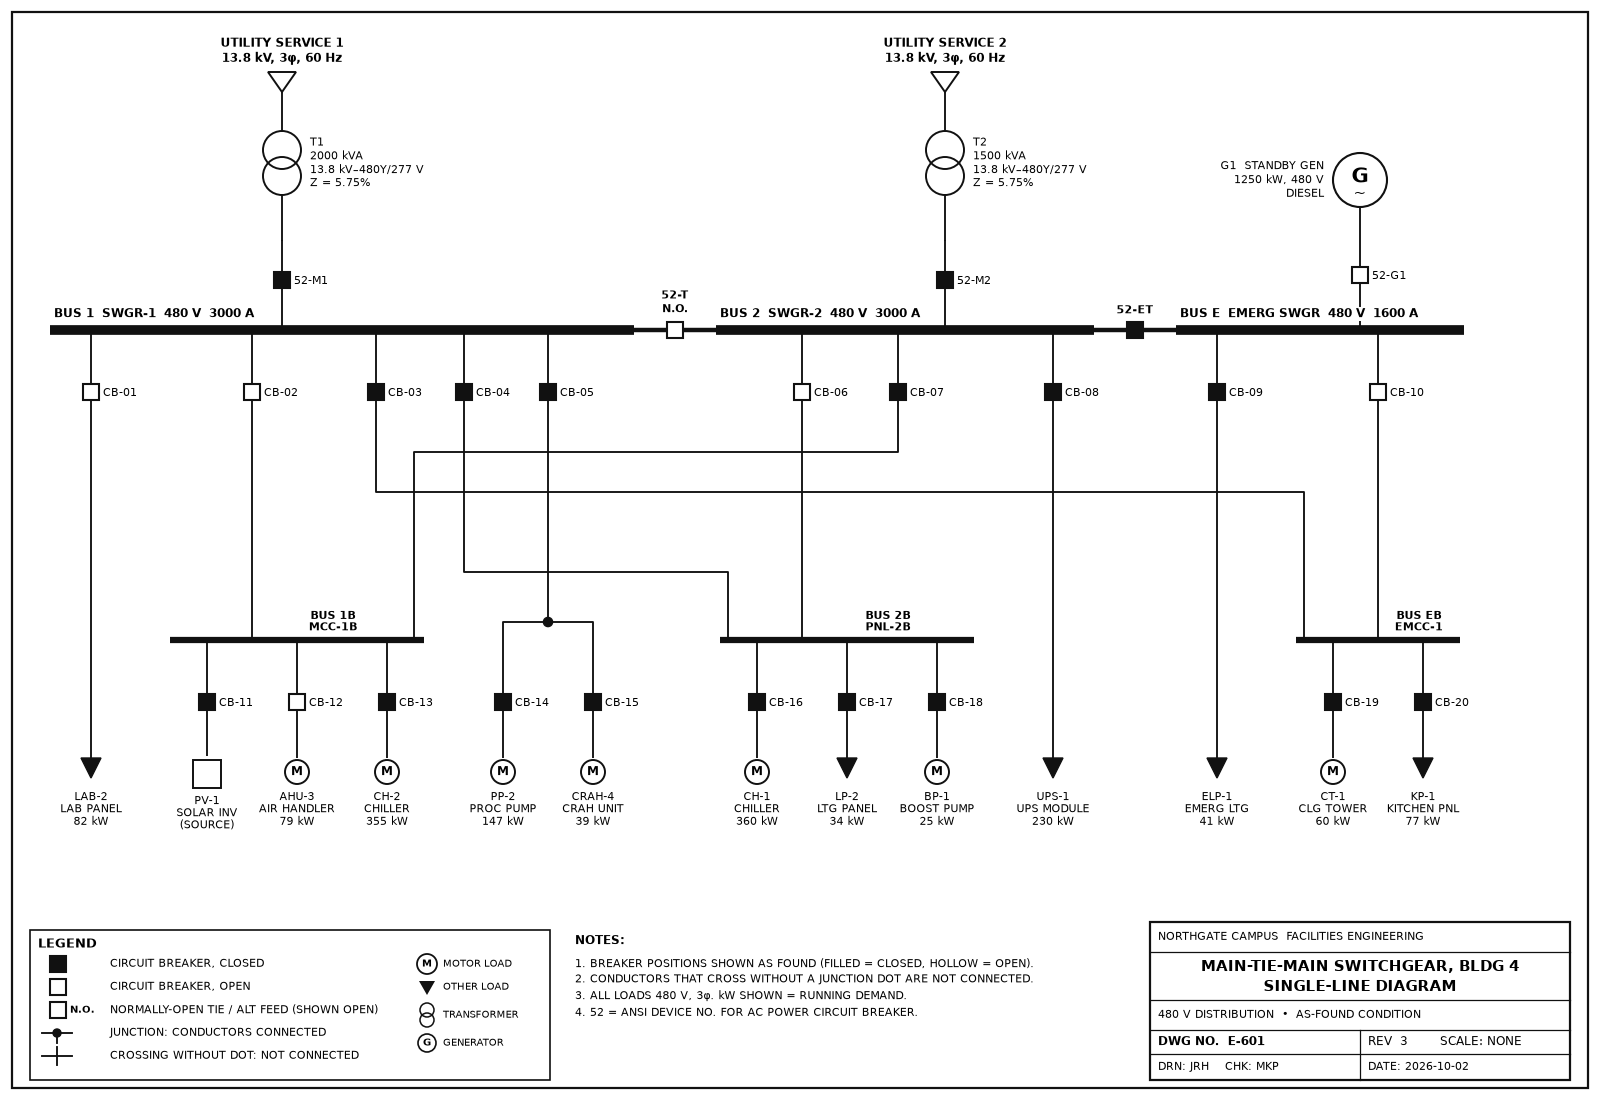 UTILITY SERVICE 1
13.8 kV, 3φ, 60 Hz
UTILITY SERVICE 2
13.8 kV, 3φ, 60 Hz
T1
2000 kVA
13.8 kV–480Y/277 V
Z = 5.75%
T2
1500 kVA
13.8 kV–480Y/277 V
Z = 5.75%
G1 STANDBY GEN
1250 kW, 480 V
DIESEL
G
~
52-M1
52-M2
52-G1
BUS 1 SWGR-1 480 V 3000 A
52-T
N.O.
BUS 2 SWGR-2 480 V 3000 A
52-ET
BUS E EMERG SWGR 480 V 1600 A
CB-01
CB-02
CB-03
CB-04
CB-05
CB-06
CB-07
CB-08
CB-09
CB-10
BUS 1B
MCC-1B
BUS 2B
PNL-2B
BUS EB
EMCC-1
CB-11
CB-12
CB-13
CB-14
CB-15
CB-16
CB-17
CB-18
CB-19
CB-20
LAB-2
LAB PANEL
82 kW
PV-1
SOLAR INV
(SOURCE)
M
AHU-3
AIR HANDLER
79 kW
M
CH-2
CHILLER
355 kW
M
PP-2
PROC PUMP
147 kW
M
CRAH-4
CRAH UNIT
39 kW
M
CH-1
CHILLER
360 kW
LP-2
LTG PANEL
34 kW
M
BP-1
BOOST PUMP
25 kW
UPS-1
UPS MODULE
230 kW
ELP-1
EMERG LTG
41 kW
M
CT-1
CLG TOWER
60 kW
KP-1
KITCHEN PNL
77 kW
LEGEND
CIRCUIT BREAKER, CLOSED
CIRCUIT BREAKER, OPEN
N.O. NORMALLY-OPEN TIE / ALT FEED (SHOWN OPEN)
JUNCTION: CONDUCTORS CONNECTED
CROSSING WITHOUT DOT: NOT CONNECTED
M MOTOR LOAD
OTHER LOAD
TRANSFORMER
G GENERATOR
NOTES:
1. BREAKER POSITIONS SHOWN AS FOUND (FILLED = CLOSED, HOLLOW = OPEN).
2. CONDUCTORS THAT CROSS WITHOUT A JUNCTION DOT ARE NOT CONNECTED.
3. ALL LOADS 480 V, 3φ. kW SHOWN = RUNNING DEMAND.
4. 52 = ANSI DEVICE NO. FOR AC POWER CIRCUIT BREAKER.
NORTHGATE CAMPUS FACILITIES ENGINEERING
MAIN-TIE-MAIN SWITCHGEAR, BLDG 4
SINGLE-LINE DIAGRAM
480 V DISTRIBUTION • AS-FOUND CONDITION
DWG NO. E-601
REV 3 SCALE: NONE
DRN: JRH CHK: MKP
DATE: 2026-10-02